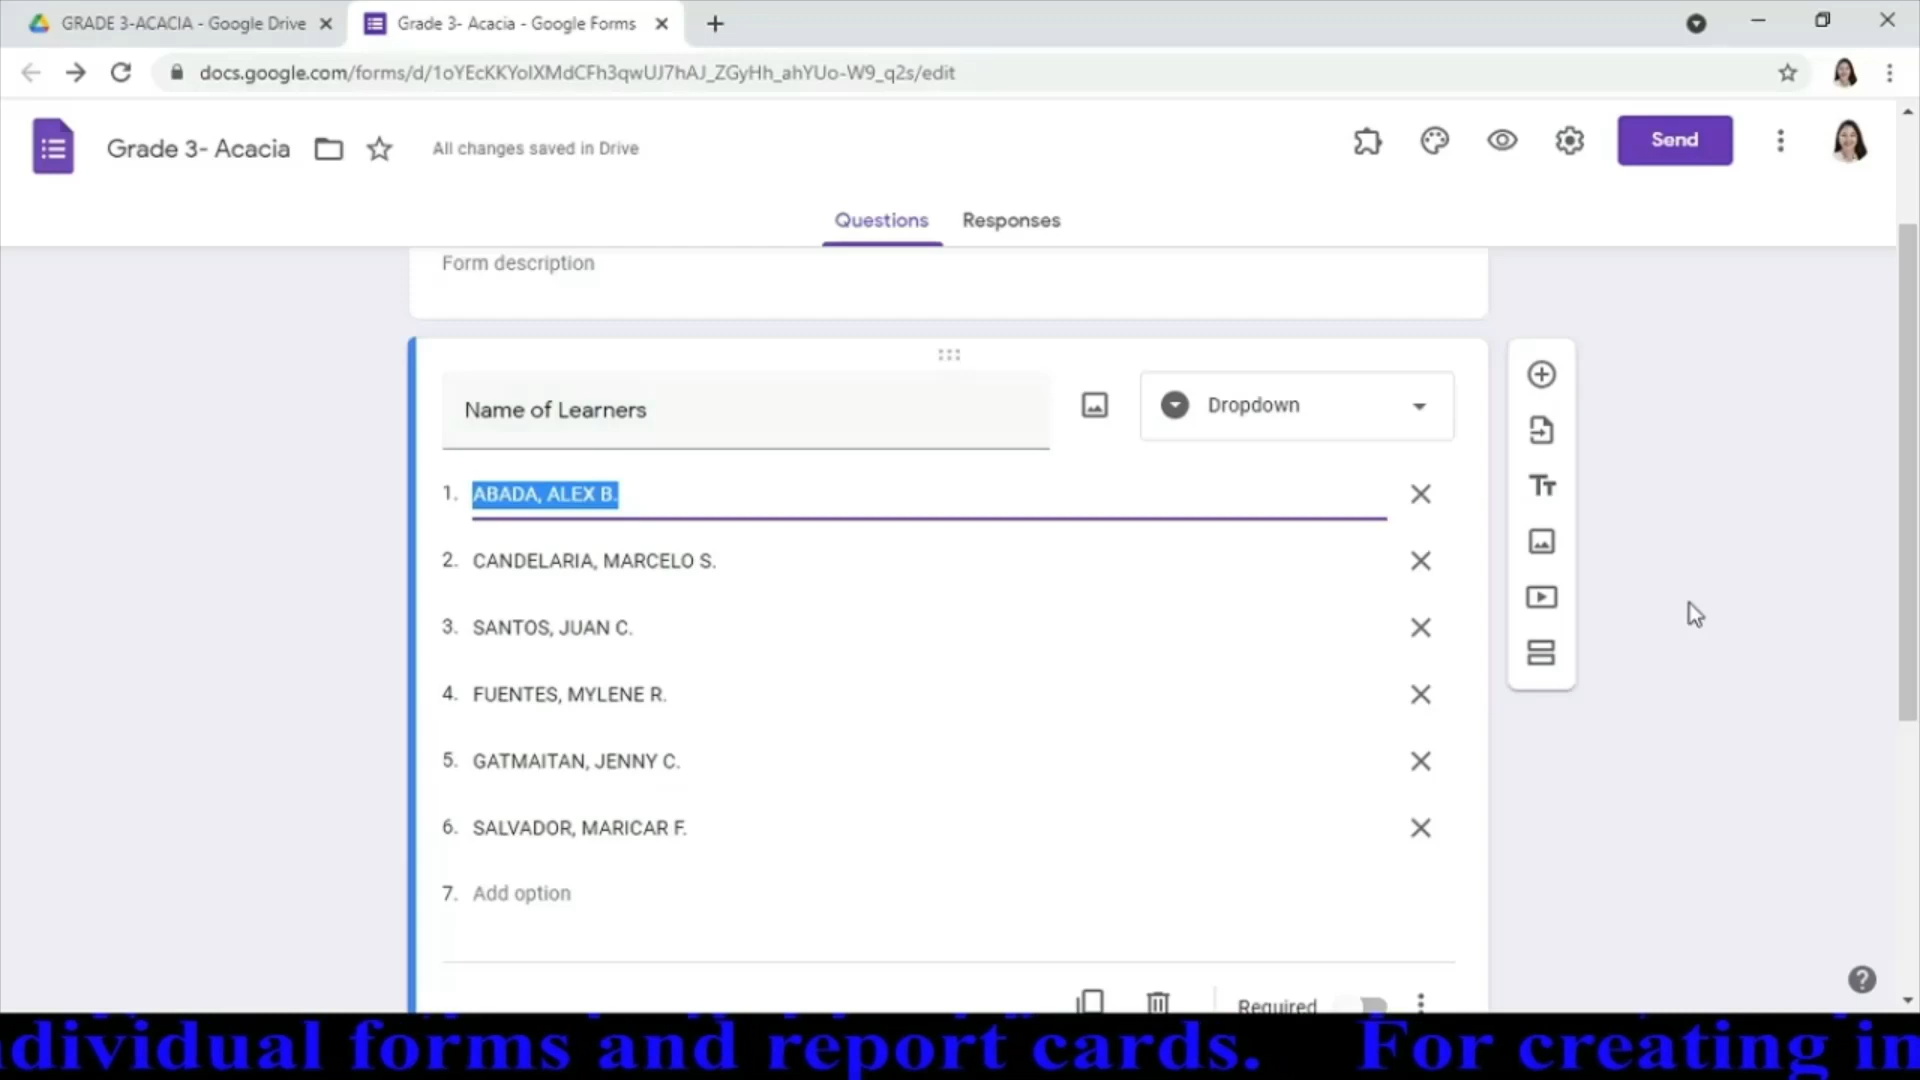 GRADE 3-ACACIA - Google Drive
Grade 3- Acacia - Google Forms
docs.google.com/forms/d/1oYEcKKYolXMdCFh3qwUJ7hAJ_ZGyHh_ahYUo-W9_q2s/edit
Grade 3- Acacia
All changes saved in Drive
Send
Questions
Responses
Form description
Name of Learners
Dropdown
1. ABADA, ALEX B.
2. CANDELARIA, MARCELO S.
3. SANTOS, JUAN C.
4. FUENTES, MYLENE R.
5. GATMAITAN, JENNY C.
6. SALVADOR, MARICAR F.
7. Add option
Required
dividual forms and report cards. For creating in